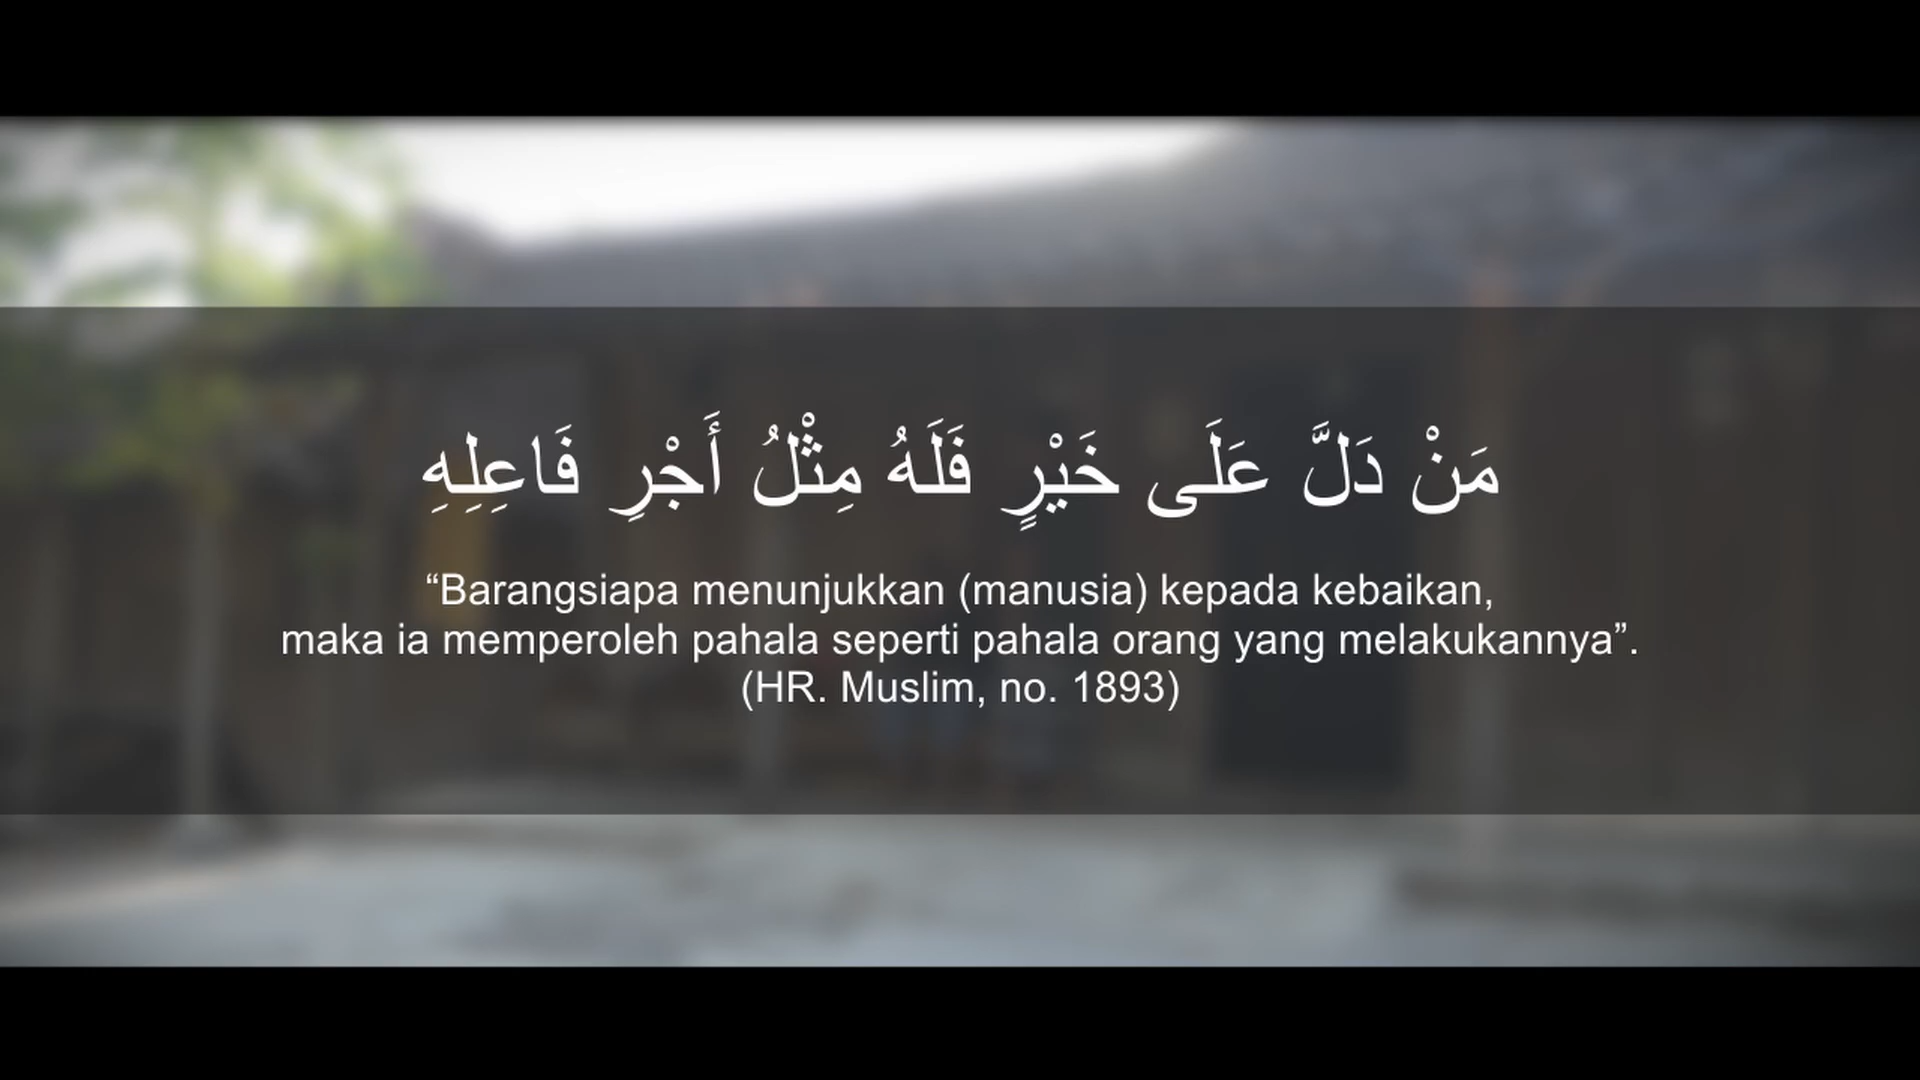 مَنْ دَلَّ عَلَى خَيْرٍ فَلَهُ مِثْلُ أَجْرِ فَاعِلِهِ
“Barangsiapa menunjukkan (manusia) kepada kebaikan,
maka ia memperoleh pahala seperti pahala orang yang melakukannya”.
(HR. Muslim, no. 1893)